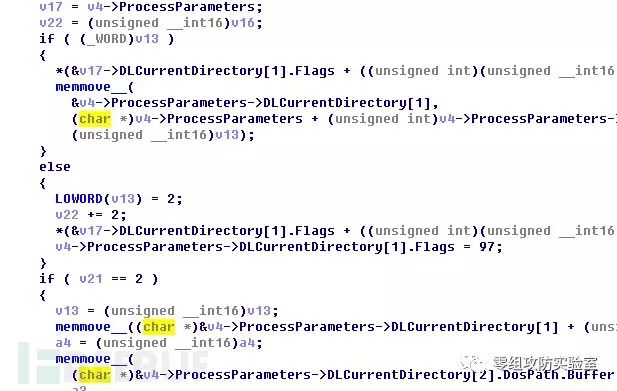 v17 = v4->ProcessParameters;
v22 = (unsigned __int16)v16;
if ( (_WORD)v13 )
{
*(&v17->DLCurrentDirectory[1].Flags + ((unsigned int)(unsigned __int16
memmove__(
&v4->ProcessParameters->DLCurrentDirectory[1],
(char *)v4->ProcessParameters + (unsigned int)v4->ProcessParameters-
(unsigned __int16)v13);
}
else
{
LOWORD(v13) = 2;
v22 += 2;
*(&v17->DLCurrentDirectory[1].Flags + ((unsigned int)(unsigned __int16
v4->ProcessParameters->DLCurrentDirectory[1].Flags = 97;
}
if ( v21 == 2 )
{
v13 = (unsigned __int16)v13;
memmove__((char *)&v4->ProcessParameters->DLCurrentDirectory[1] + (uns
a4 = (unsigned __int16)a4;
memmove__(
(char *)&v4->ProcessParameters->DLCurrentDirectory[2].DosPath.Buffer
零组攻防实验室